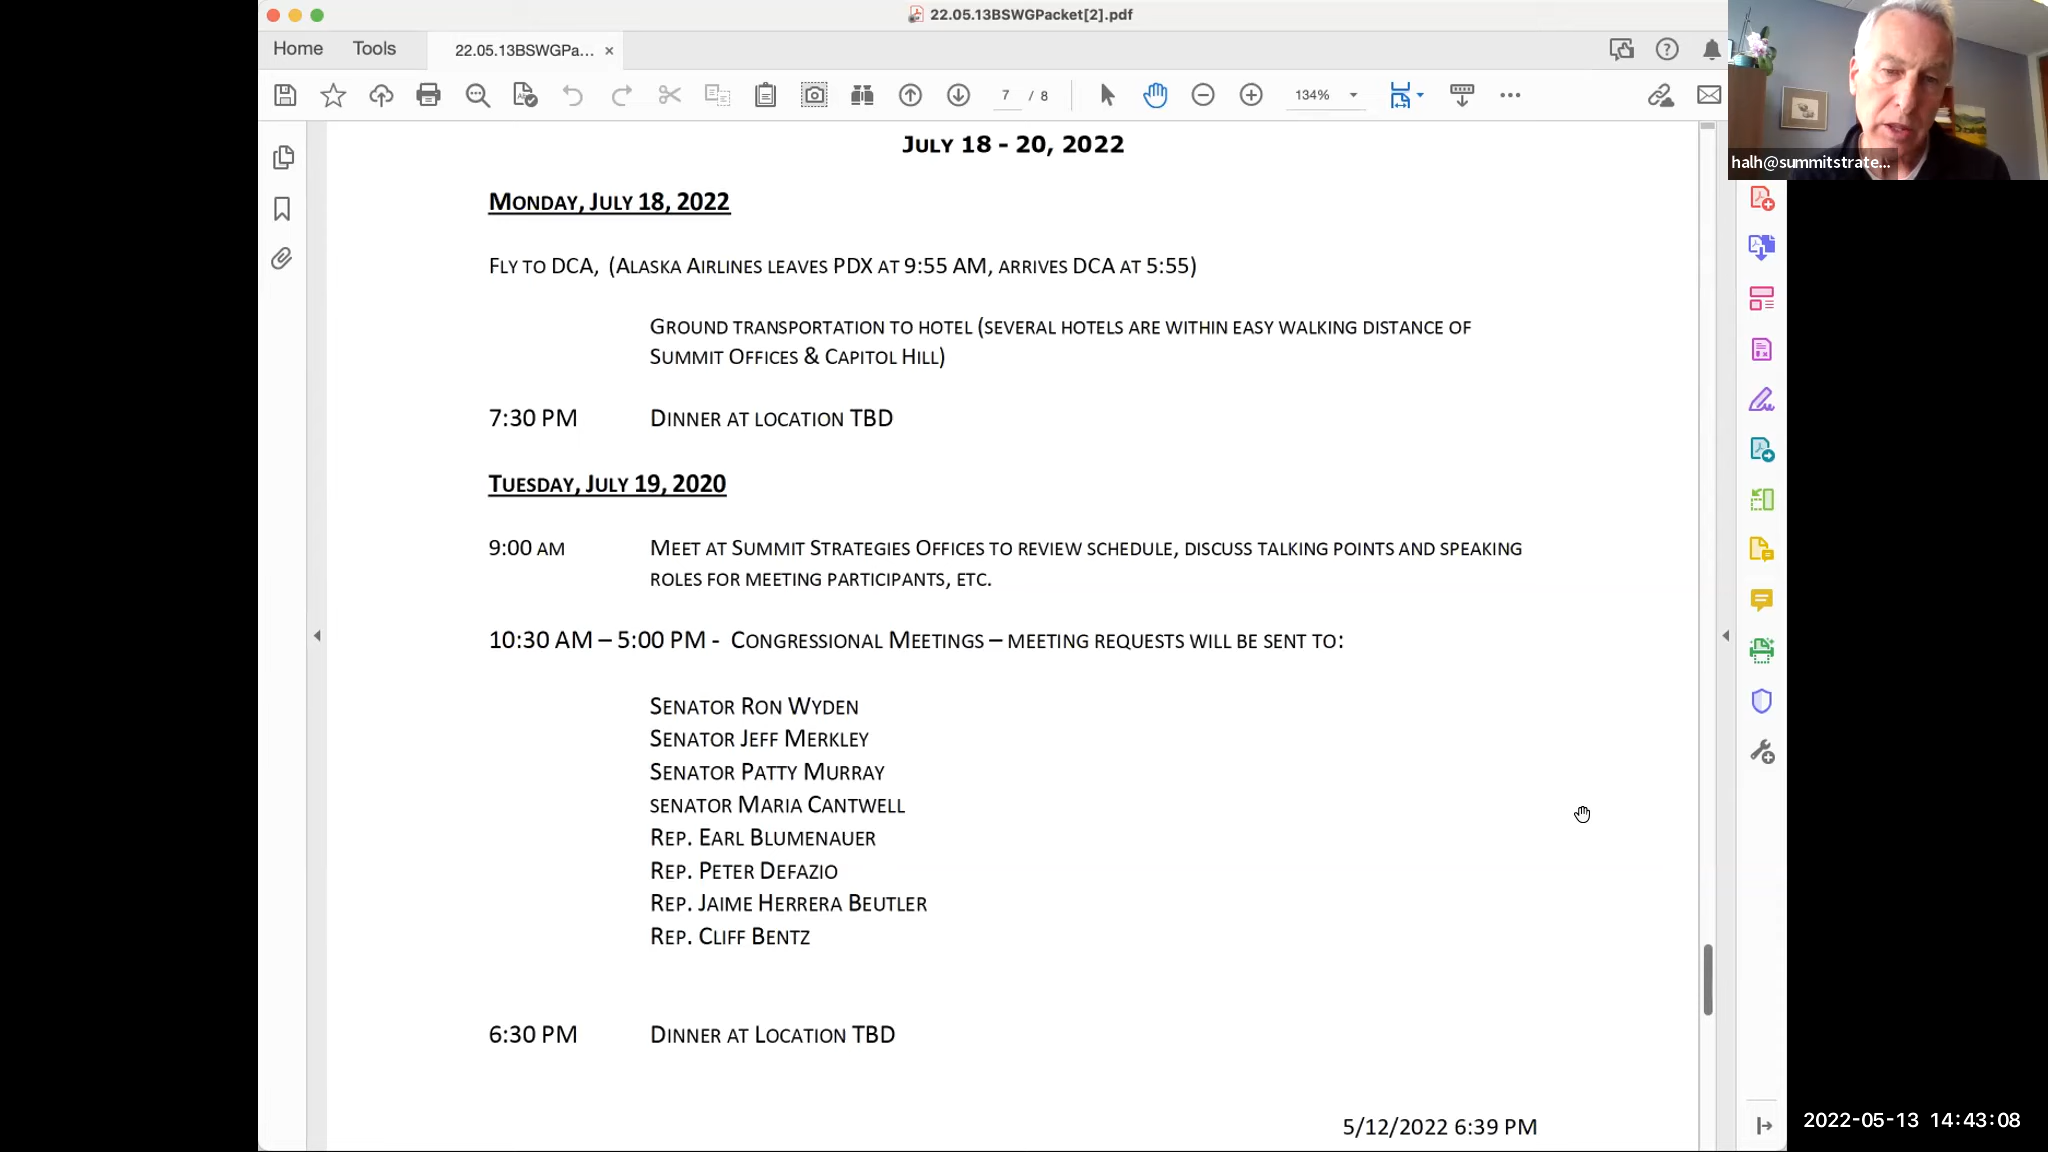 22.05.13BSWGPacket[2].pdf
Home Tools 22.05.13BSWGPa... ×
7 / 8 134%
halh@summitstrate...
July 18 - 20, 2022
Monday, July 18, 2022
Fly to DCA, (Alaska Airlines leaves PDX at 9:55 AM, arrives DCA at 5:55)
Ground transportation to hotel (several hotels are within easy walking distance of
Summit Offices & Capitol Hill)
7:30 PM Dinner at location TBD
Tuesday, July 19, 2020
9:00 am Meet at Summit Strategies Offices to review schedule, discuss talking points and speaking
roles for meeting participants, etc.
10:30 AM – 5:00 PM - Congressional Meetings – meeting requests will be sent to:
Senator Ron Wyden
Senator Jeff Merkley
Senator Patty Murray
senator Maria Cantwell
Rep. Earl Blumenauer
Rep. Peter Defazio
Rep. Jaime Herrera Beutler
Rep. Cliff Bentz
6:30 PM Dinner at Location TBD
5/12/2022 6:39 PM
2022-05-13 14:43:08